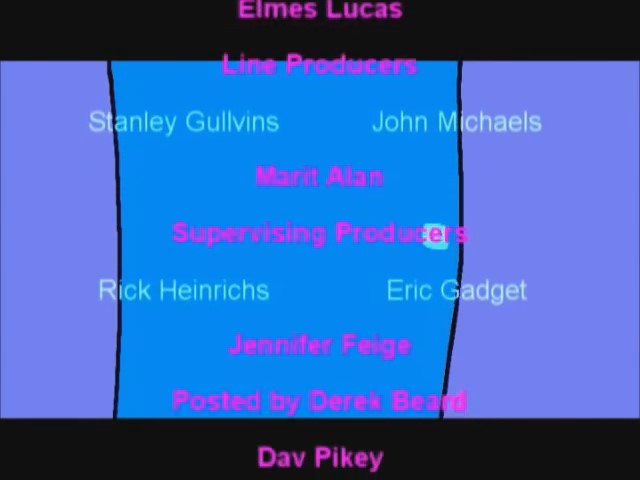 Elmes Lucas
Line Producers
Stanley Gullvins John Michaels
Marit Alan
Supervising Producers
Rick Heinrichs Eric Gadget
Jennifer Feige
Posted by Derek Beard
Dav Pikey